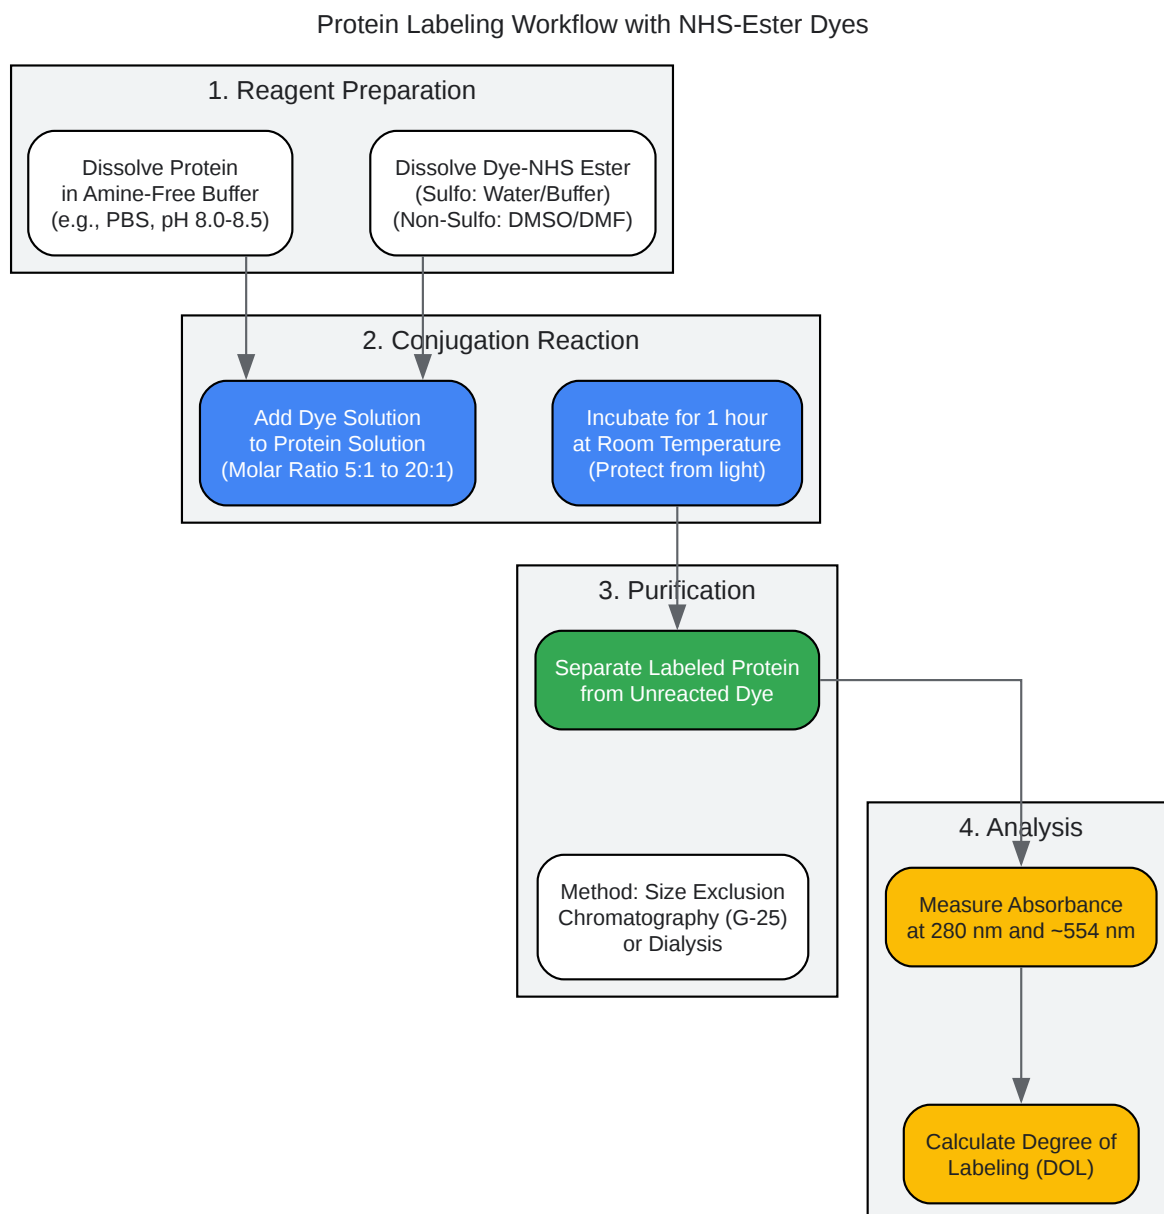 Protein Labeling Workflow with NHS-Ester Dyes
1. Reagent Preparation
Dissolve Protein
in Amine-Free Buffer
(e.g., PBS, pH 8.0-8.5)
Dissolve Dye-NHS Ester
(Sulfo: Water/Buffer)
(Non-Sulfo: DMSO/DMF)
2. Conjugation Reaction
Add Dye Solution
to Protein Solution
(Molar Ratio 5:1 to 20:1)
Incubate for 1 hour
at Room Temperature
(Protect from light)
3. Purification
Separate Labeled Protein
from Unreacted Dye
Method: Size Exclusion
Chromatography (G-25)
or Dialysis
4. Analysis
Measure Absorbance
at 280 nm and ~554 nm
Calculate Degree of
Labeling (DOL)